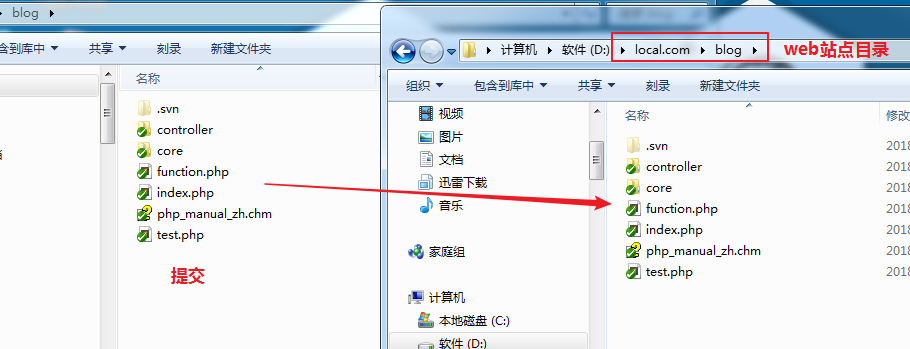 blog
含到库中 共享 刻录 新建文件夹
名称
.svn
controller
core
function.php
index.php
php_manual_zh.chm
test.php
提交
计算机 软件 (D:) local.com blog
web站点目录
组织 包含到库中 共享 刻录 新建文件夹
视频
图片
文档
迅雷下载
音乐
家庭组
计算机
本地磁盘 (C:)
软件 (D:)
名称 修改
.svn 2018
controller 2018
core 2018
function.php 2018
index.php 2018
php_manual_zh.chm 2018
test.php 2018